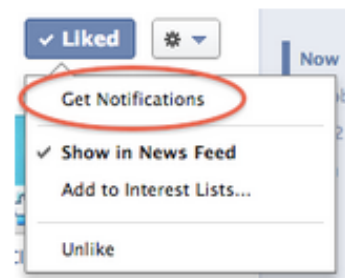 Liked
Now
Get Notifications
Show in News Feed
Add to Interest Lists...
Unlike